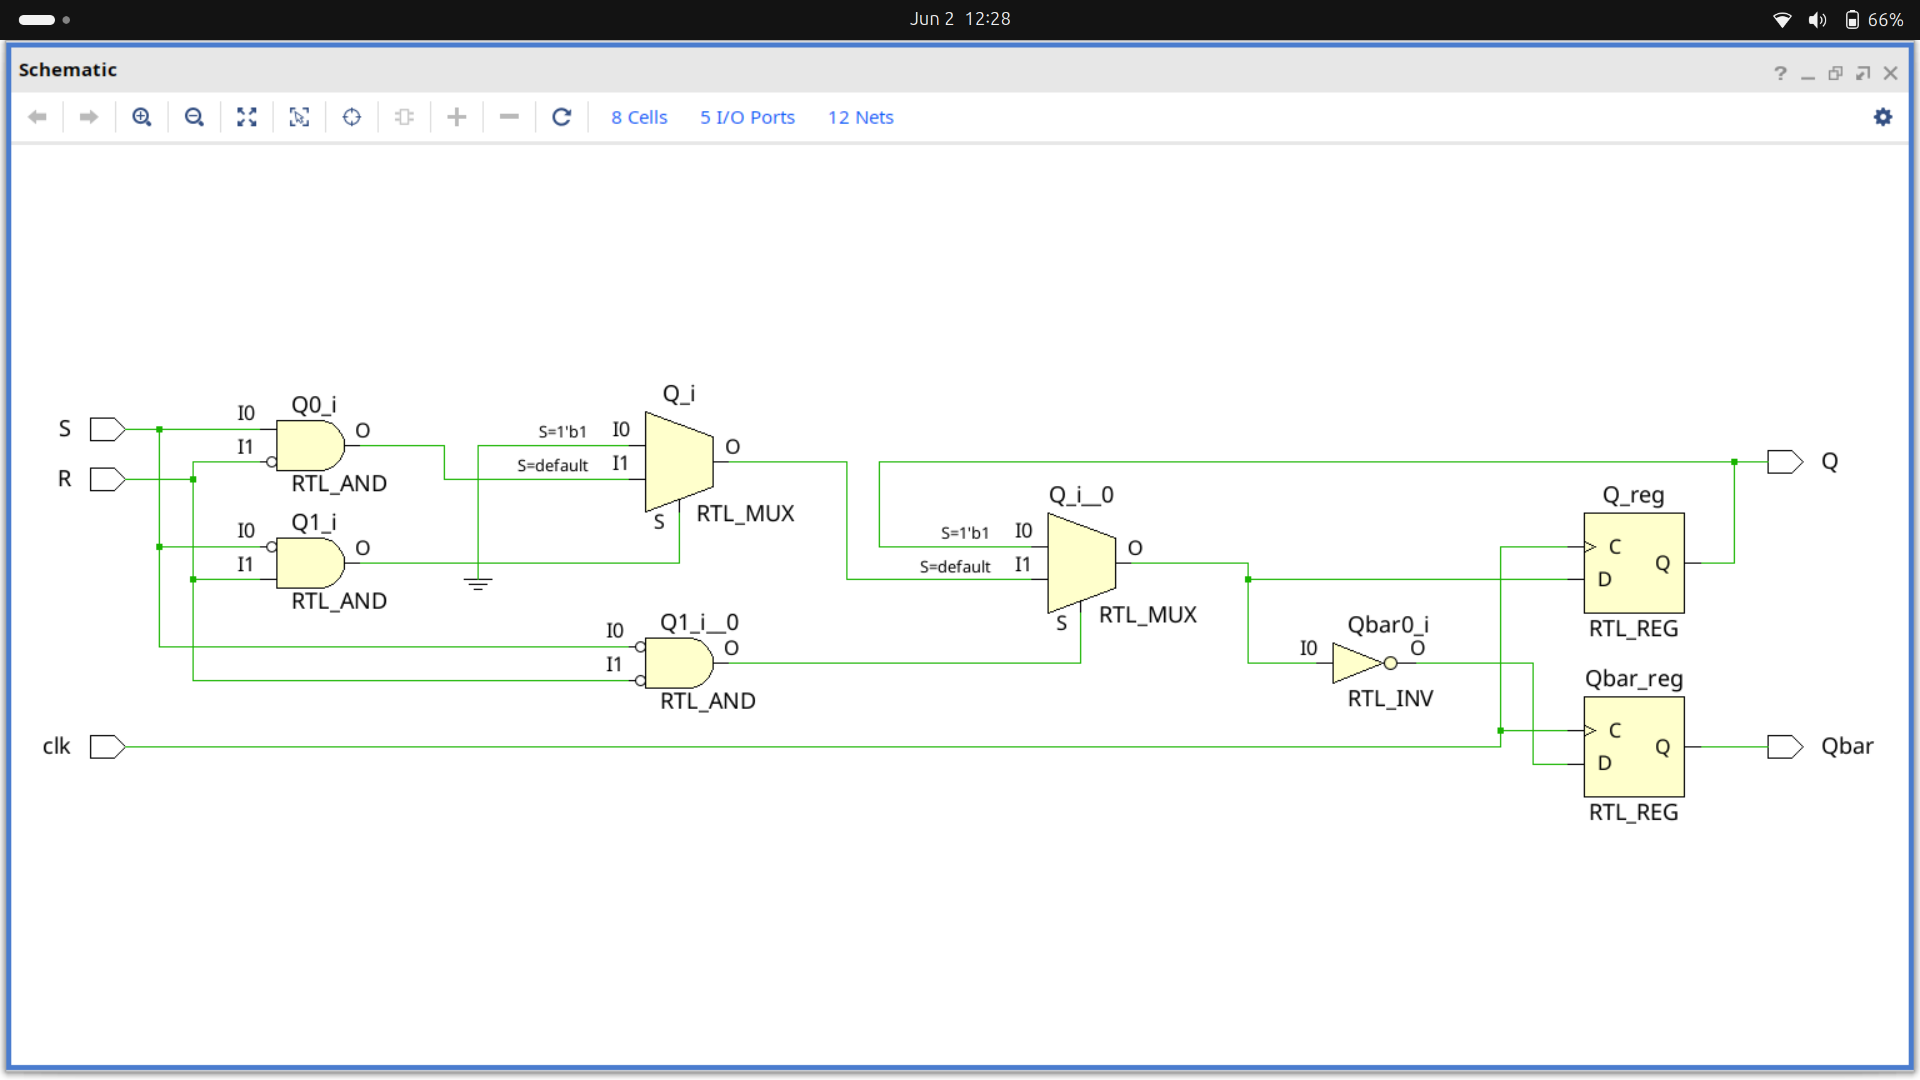 Jun 2 12:28
66%
Schematic
8 Cells 5 I/O Ports 12 Nets
Q_i
Q0_i
I0
S
O
S=1'b1 I0
I1
O
S=default I1
Q
R
RTL_AND
Q_i__0
Q_reg
S RTL_MUX
Q1_i
I0
S=1'b1 I0
O
O
C
I1
S=default I1
Q
D
RTL_AND
RTL_MUX
S
Q1_i__0
Qbar0_i
RTL_REG
I0
O
I0 O
I1
Qbar_reg
RTL_AND
RTL_INV
C
clk
Q
Qbar
D
RTL_REG